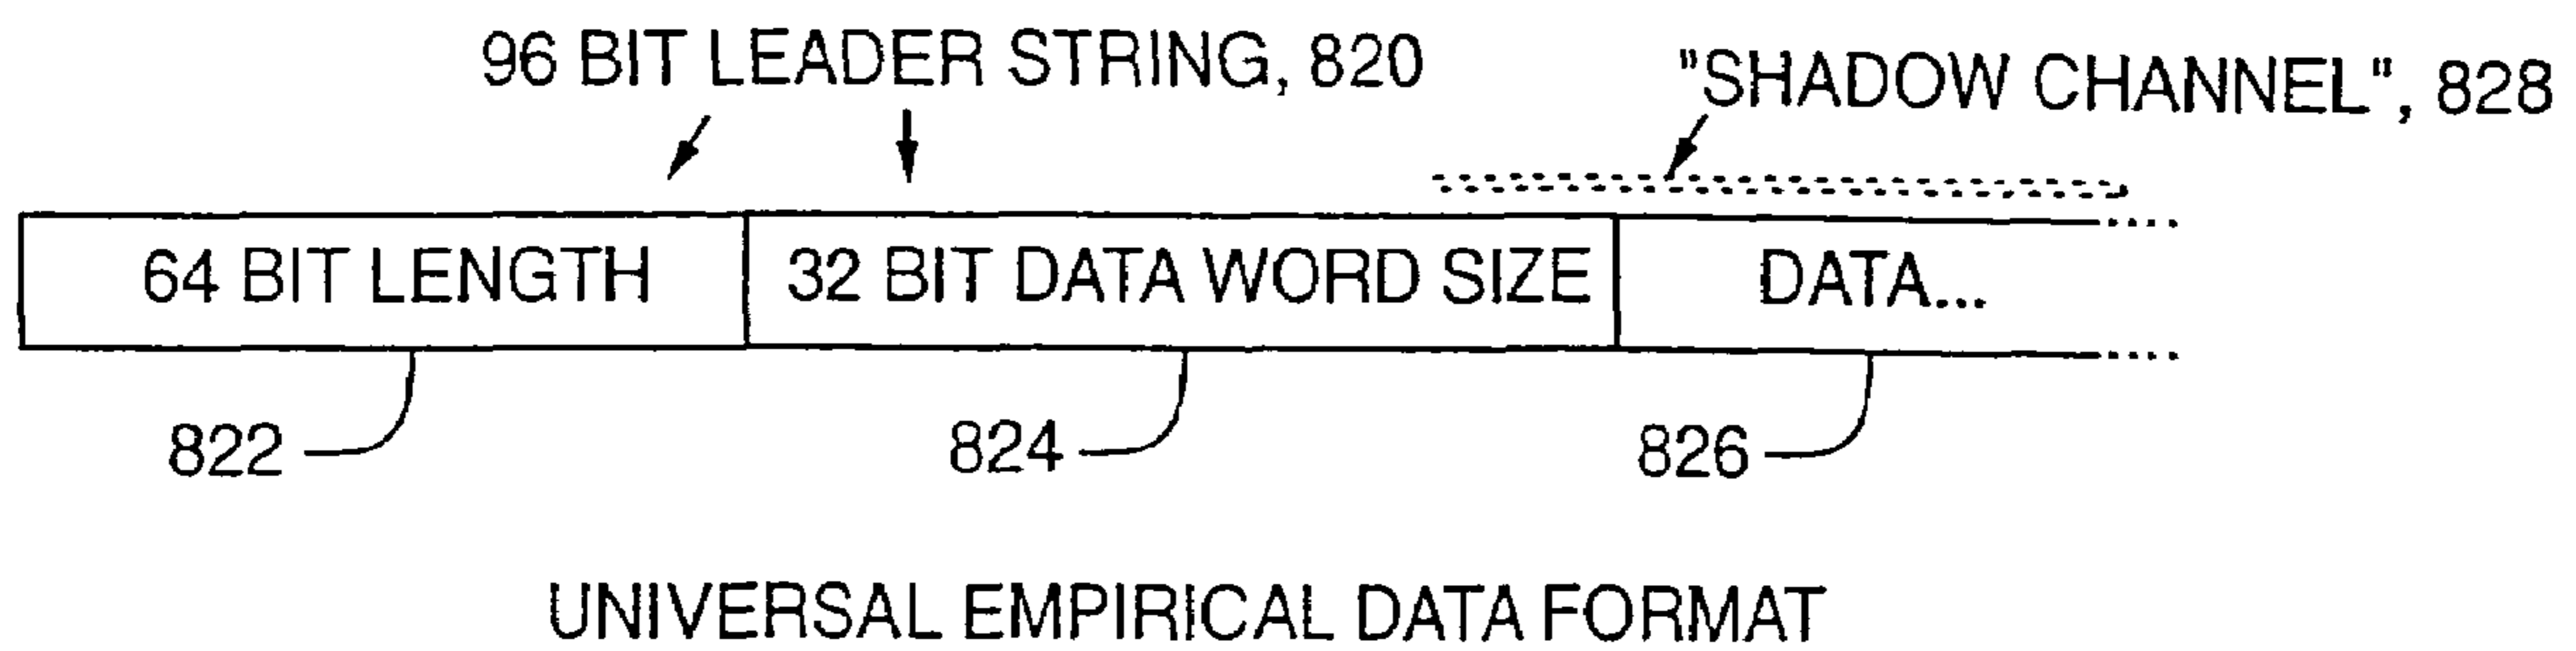 96 BIT LEADER STRING, 820
"SHADOW CHANNEL", 828
64 BIT LENGTH
32 BIT DATA WORD SIZE
DATA...
822
824
826
UNIVERSAL EMPIRICAL DATA FORMAT